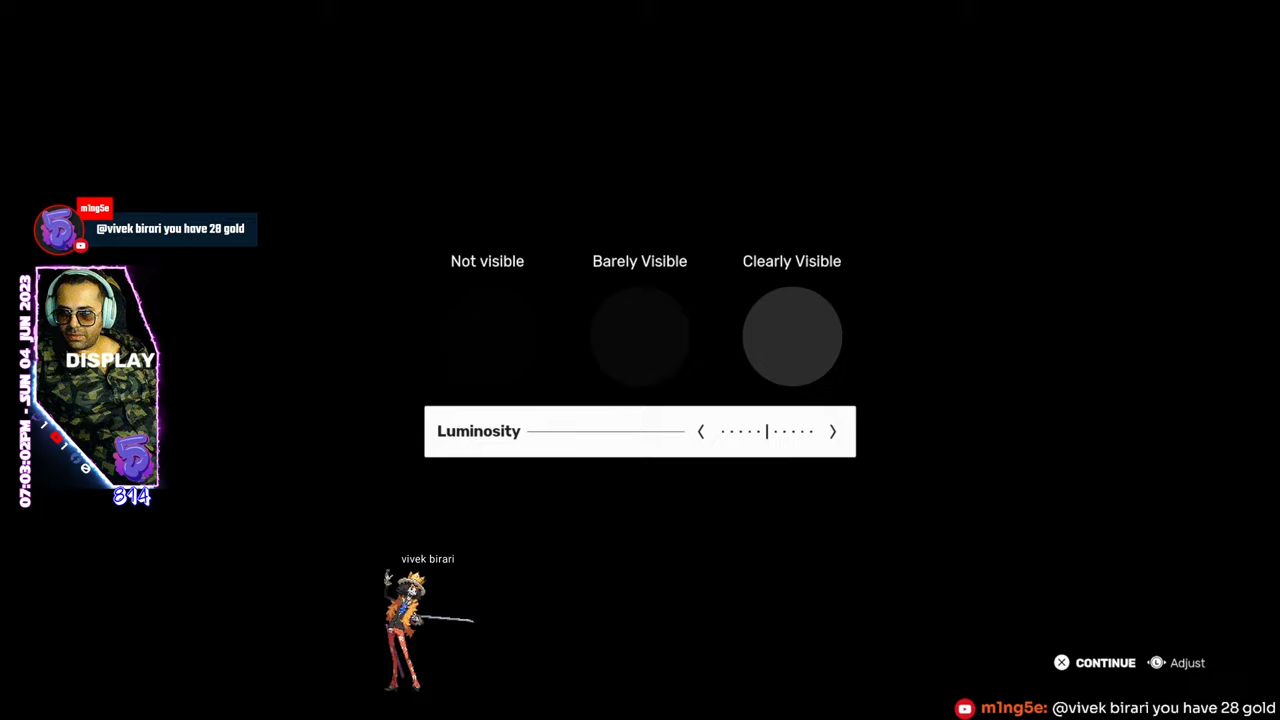 m1ng5e
@vivek birari you have 28 gold
07:03:02PM - SUN 04 JUN 2023
DISPLAY
814
Not visible
Barely Visible
Clearly Visible
Luminosity
vivek birari
CONTINUE
Adjust
m1ng5e: @vivek birari you have 28 gold